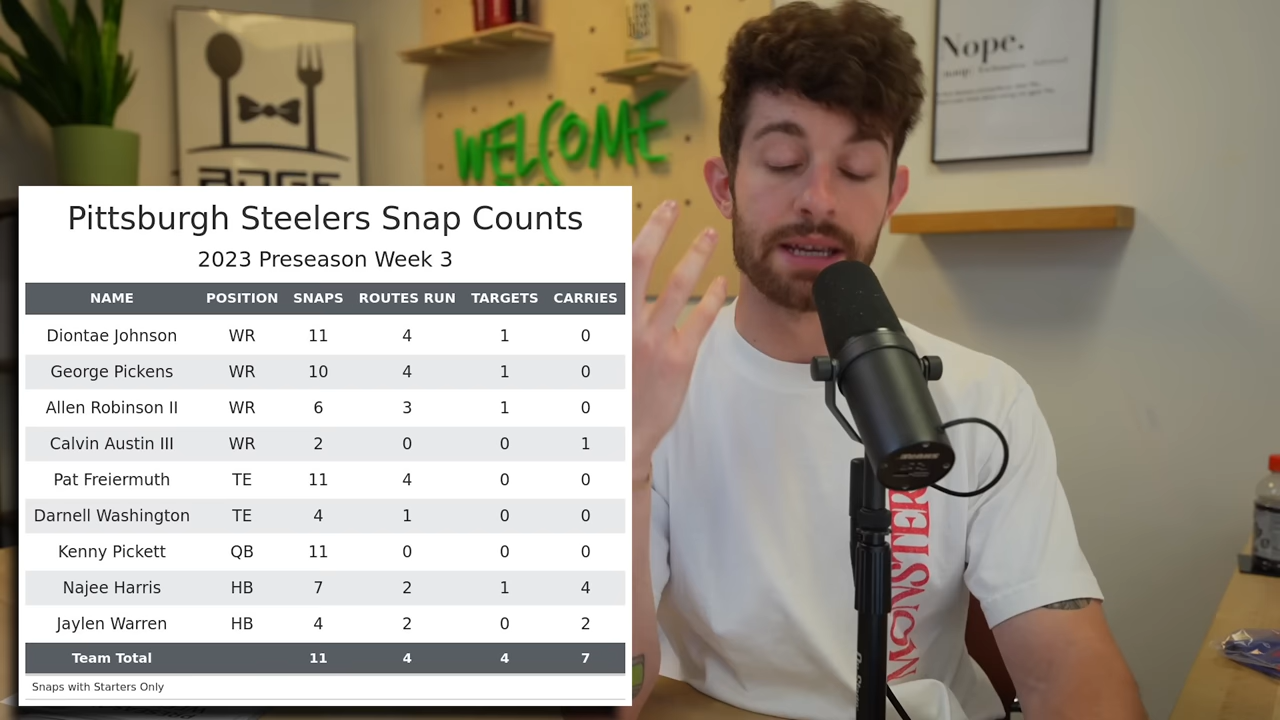 Nope.
WELCOME
BDGE
Pittsburgh Steelers Snap Counts
2023 Preseason Week 3
NAME POSITION SNAPS ROUTES RUN TARGETS CARRIES
Diontae Johnson WR 11 4 1 0
George Pickens WR 10 4 1 0
Allen Robinson II WR 6 3 1 0
Calvin Austin III WR 2 0 0 1
Pat Freiermuth TE 11 4 0 0
Darnell Washington TE 4 1 0 0
Kenny Pickett QB 11 0 0 0
Najee Harris HB 7 2 1 4
Jaylen Warren HB 4 2 0 2
Team Total 11 4 4 7
Snaps with Starters Only
MONSTER